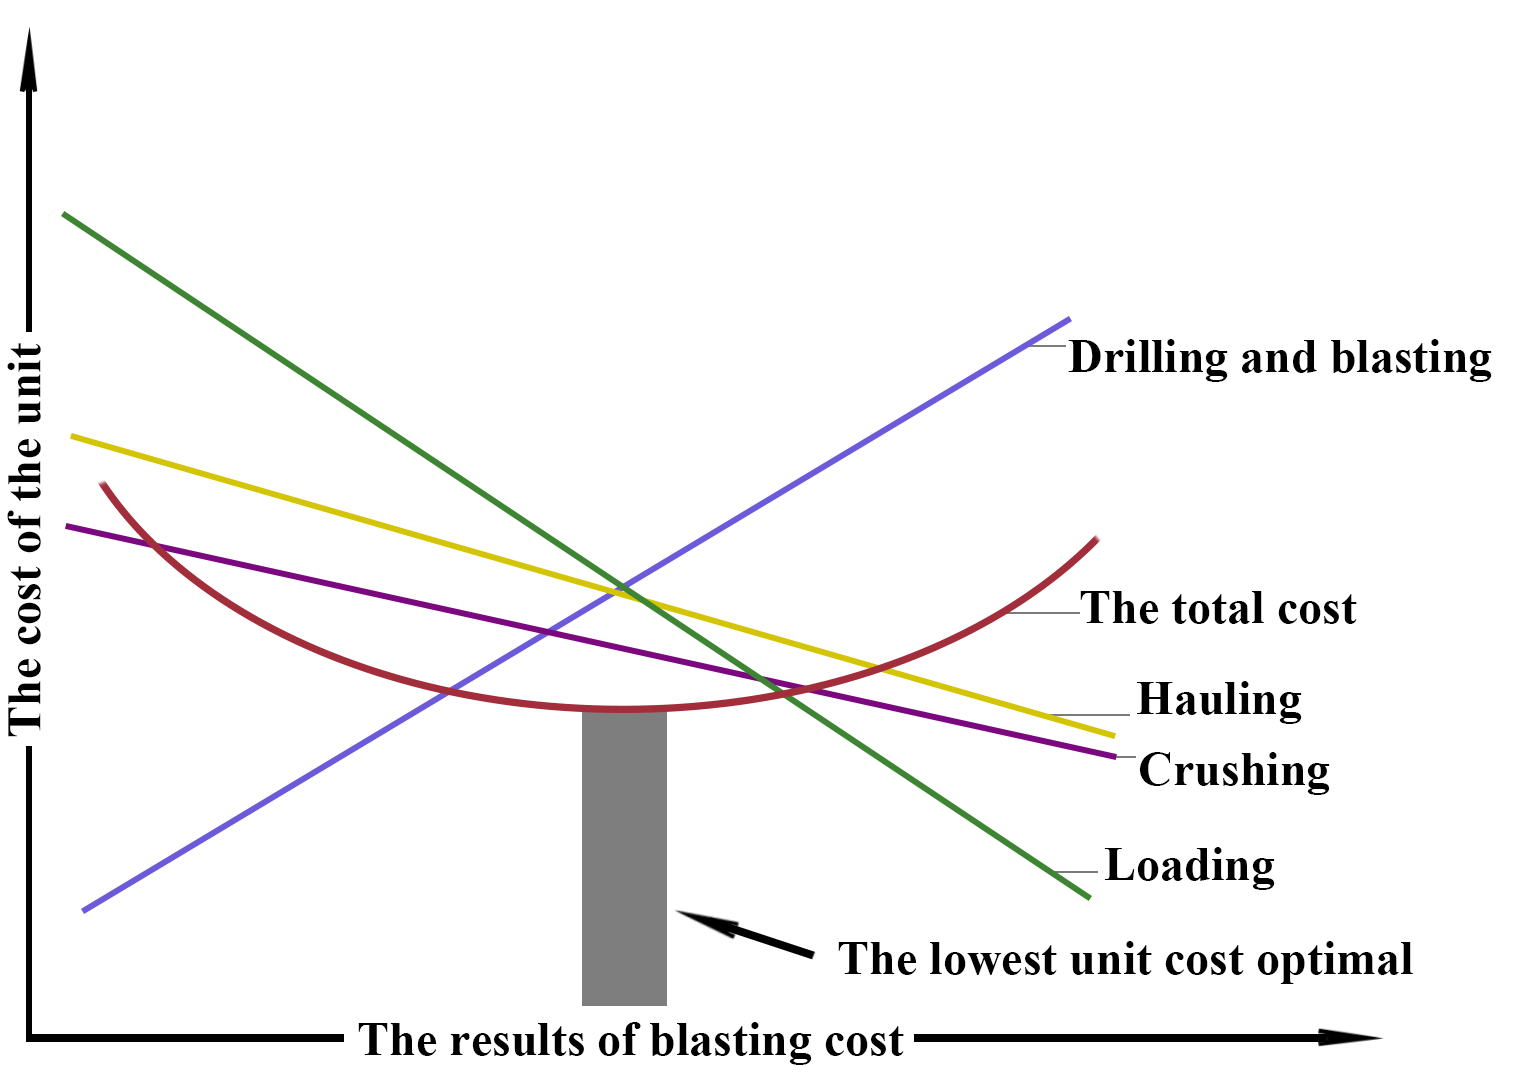 The cost of the unit
Drilling and blasting
The total cost
Hauling
Crushing
Loading
The lowest unit cost optimal
The results of blasting cost